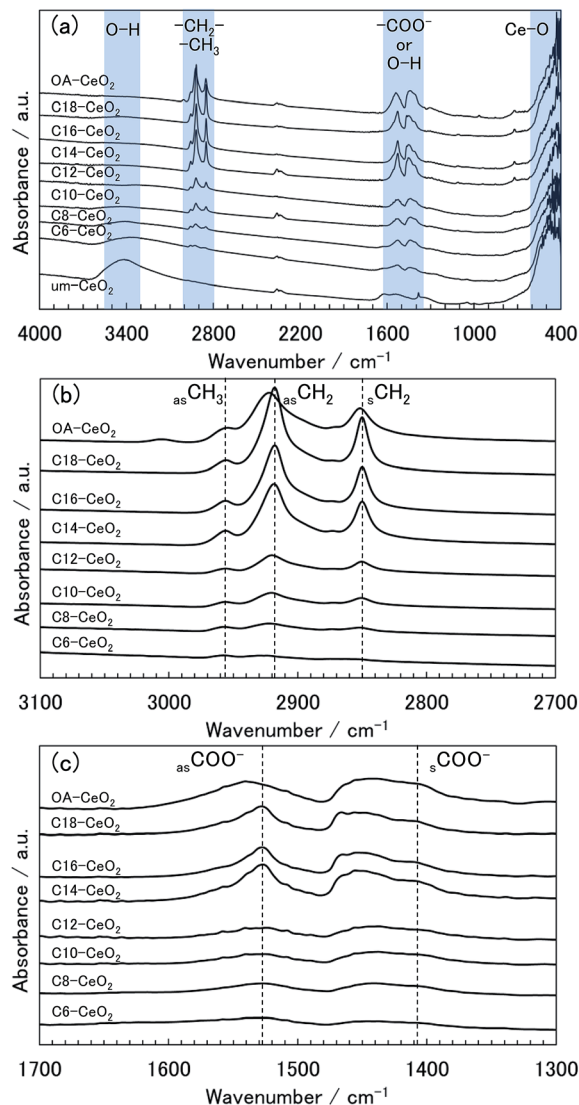 (a)
O-H
-CH₂-
-CH₃
-COO⁻
or
O-H
Ce-O
OA-CeO₂
C18-CeO₂
C16-CeO₂
C14-CeO₂
C12-CeO₂
C10-CeO₂
C8-CeO₂
C6-CeO₂
um-CeO₂
Absorbance / a.u.
4000 3400 2800 2200 1600 1000 400
Wavenumber / cm⁻¹
(b)
asCH₃
asCH₂
sCH₂
OA-CeO₂
C18-CeO₂
C16-CeO₂
C14-CeO₂
C12-CeO₂
C10-CeO₂
C8-CeO₂
C6-CeO₂
Absorbance / a.u.
3100 3000 2900 2800 2700
Wavenumber / cm⁻¹
(c)
asCOO⁻
sCOO⁻
OA-CeO₂
C18-CeO₂
C16-CeO₂
C14-CeO₂
C12-CeO₂
C10-CeO₂
C8-CeO₂
C6-CeO₂
Absorbance / a.u.
1700 1600 1500 1400 1300
Wavenumber / cm⁻¹